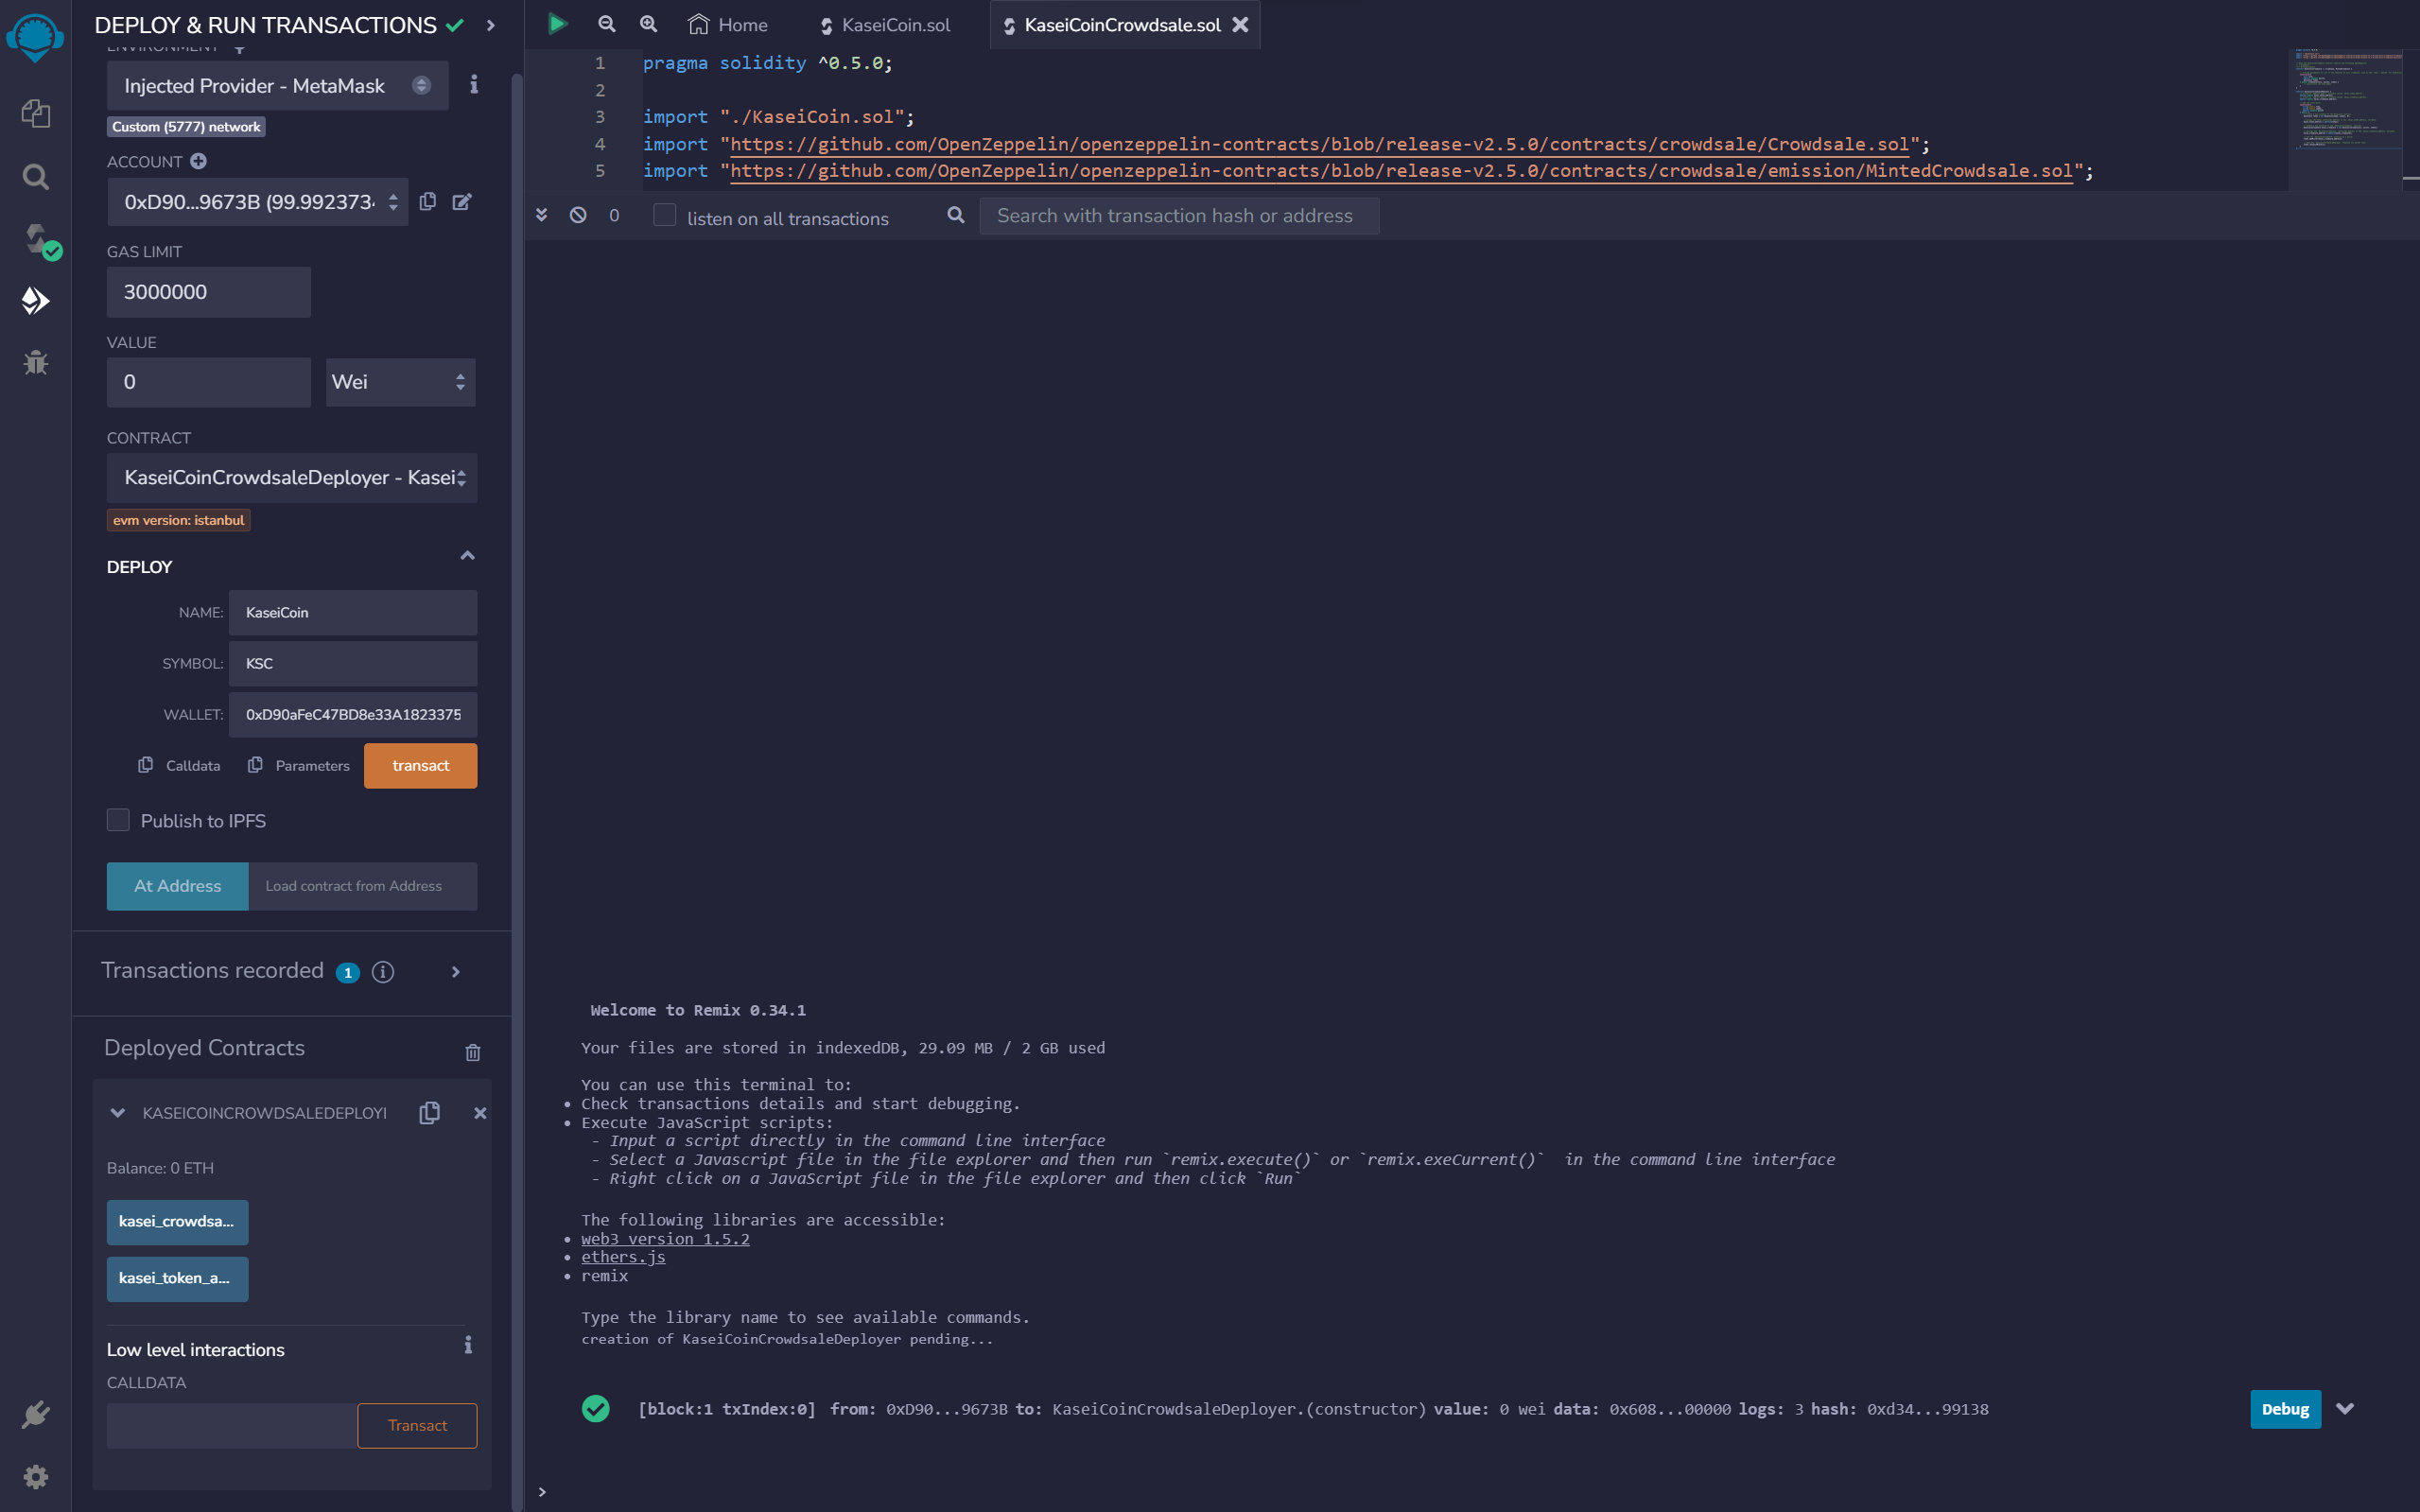 DEPLOY & RUN TRANSACTIONS
ENVIRONMENT
Injected Provider - MetaMask
Custom (5777) network
ACCOUNT
0xD90...9673B (99.992373
GAS LIMIT
3000000
VALUE
0
Wei
CONTRACT
KaseiCoinCrowdsaleDeployer - Kasei
evm version: istanbul
DEPLOY
NAME: KaseiCoin
SYMBOL: KSC
WALLET: 0xD90aFeC47BD8e33A1823375
Calldata Parameters transact
Publish to IPFS
At Address Load contract from Address
Transactions recorded 1
Deployed Contracts
KASEICOINCROWDSALEDEPLOYI
Balance: 0 ETH
kasei_crowdsa...
kasei_token_a...
Low level interactions
CALLDATA
Transact
Home KaseiCoin.sol KaseiCoinCrowdsale.sol
1 pragma solidity ^0.5.0;
2
3 import "./KaseiCoin.sol";
4 import "https://github.com/OpenZeppelin/openzeppelin-contracts/blob/release-v2.5.0/contracts/crowdsale/Crowdsale.sol";
5 import "https://github.com/OpenZeppelin/openzeppelin-contracts/blob/release-v2.5.0/contracts/crowdsale/emission/MintedCrowdsale.sol";
0 listen on all transactions Search with transaction hash or address
Welcome to Remix 0.34.1
Your files are stored in indexedDB, 29.09 MB / 2 GB used
You can use this terminal to:
• Check transactions details and start debugging.
• Execute JavaScript scripts:
- Input a script directly in the command line interface
- Select a Javascript file in the file explorer and then run `remix.execute()` or `remix.exeCurrent()` in the command line interface
- Right click on a JavaScript file in the file explorer and then click `Run`
The following libraries are accessible:
• web3 version 1.5.2
• ethers.js
• remix
Type the library name to see available commands.
creation of KaseiCoinCrowdsaleDeployer pending...
[block:1 txIndex:0] from: 0xD90...9673B to: KaseiCoinCrowdsaleDeployer.(constructor) value: 0 wei data: 0x608...00000 logs: 3 hash: 0xd34...99138 Debug
>